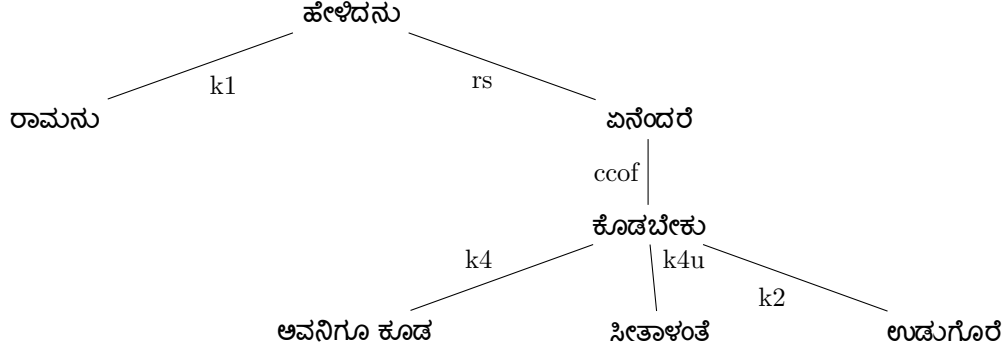 ಹೇಳಿದನು
k1
rs
ರಾಮನು
ಏನೆಂದರೆ
ccof
ಕೊಡಬೇಕು
k4
k4u
k2
ಅವನಿಗೂ ಕೂಡ
ಸೀತಾಳಂತೆ
ಉಡುಗೊರೆ